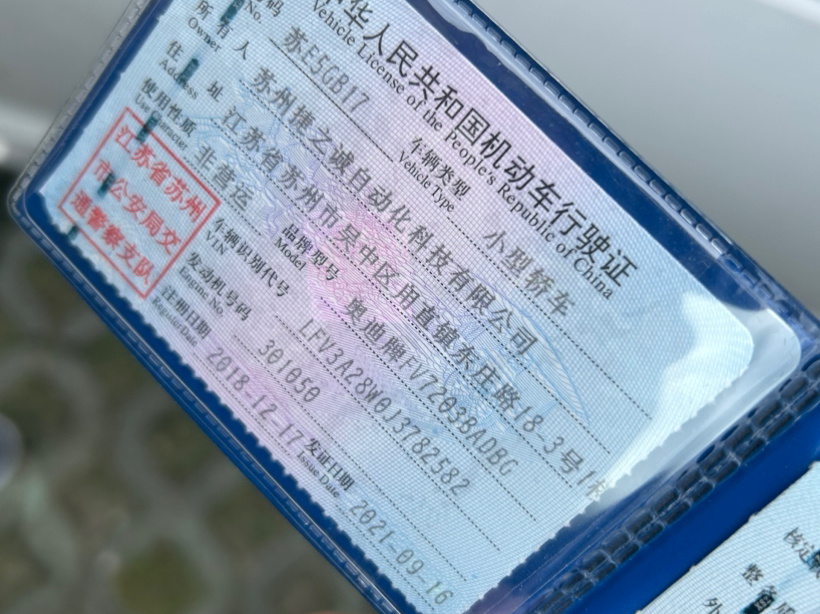 中华人民共和国机动车行驶证
Vehicle License of the People's Republic of China
码 苏E5GB17 车辆类型 小型轿车
No. Vehicle Type
所有人 苏州捷之诚自动化科技有限公司
Owner
住址 江苏省苏州市吴中区甪直镇东庄路18-3号1栋
Address
使用性质 非营运 品牌型号 奥迪牌FV7203BADBG
Use Character Model
江苏省苏州
市公安局交
通警察支队
车辆识别代号 LFV3A28W0J3782582
VIN
发动机号码 301050
Engine No.
注册日期 2018-12-17 发证日期 2021-09-16
Register Date Issue Date
核定载
整
外